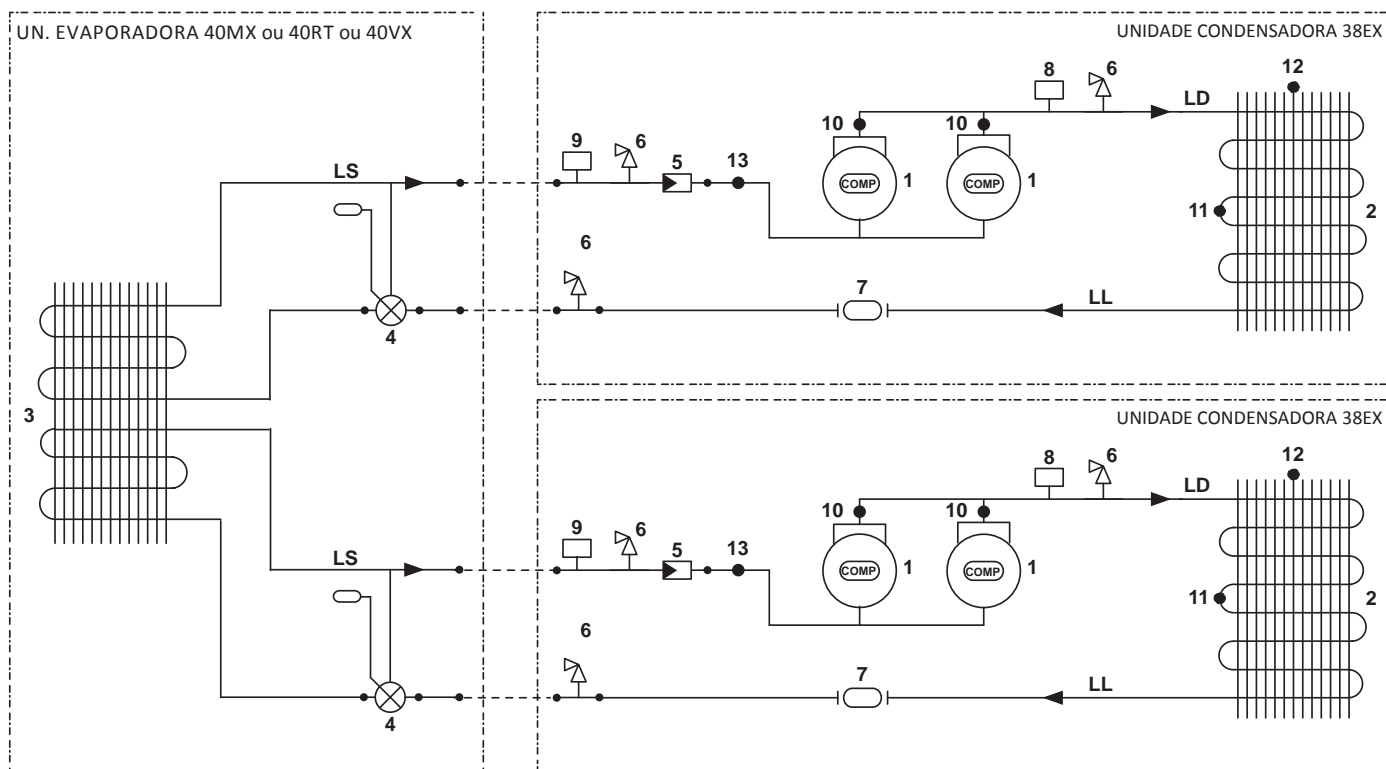 UN. EVAPORADORA 40MX ou 40RT ou 40VX
UNIDADE CONDENSADORA 38EX
12
8
6
LD
10
10
9
6
5
13
COMP
1
COMP
1
LS
11
2
6
7
LL
4
3
UNIDADE CONDENSADORA 38EX
12
8
6
LD
10
10
9
6
5
13
COMP
1
COMP
1
LS
11
2
6
7
LL
4